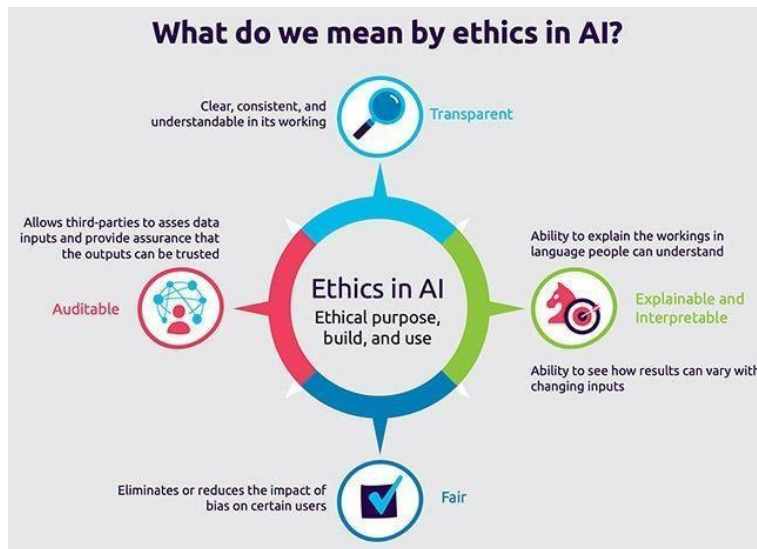 What do we mean by ethics in AI?
Clear, consistent, and
understandable in its working
Transparent
Allows third-parties to asses data
inputs and provide assurance that
the outputs can be trusted
Auditable
Ethics in AI
Ethical purpose,
build, and use
Ability to explain the workings in
language people can understand
Explainable and
Interpretable
Ability to see how results can vary with
changing inputs
Eliminates or reduces the impact of
bias on certain users
Fair